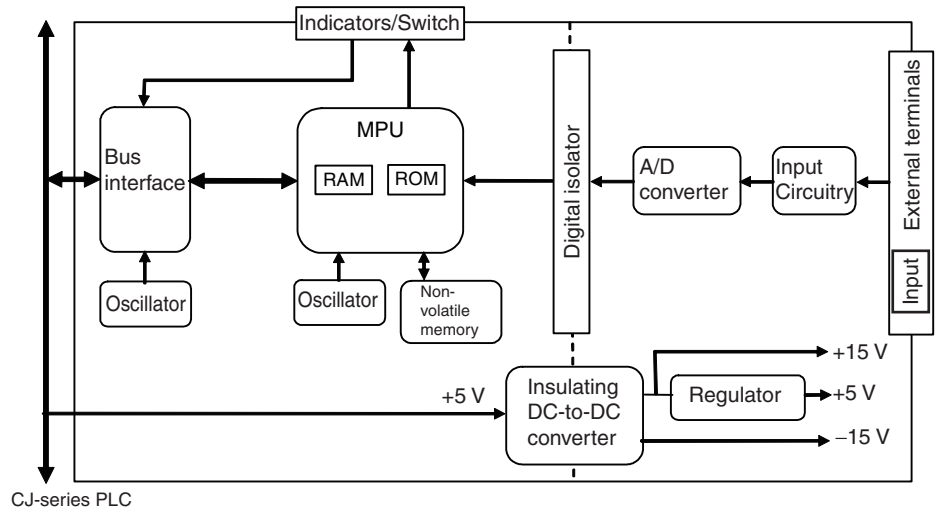 Indicators/Switch
Bus
interface
MPU
RAM
ROM
Digital isolator
A/D
converter
Input
Circuitry
External terminals
Input
Oscillator
Oscillator
Non-
volatile
memory
+5 V
Insulating
DC-to-DC
converter
Regulator
+15 V
+5 V
−15 V
CJ-series PLC